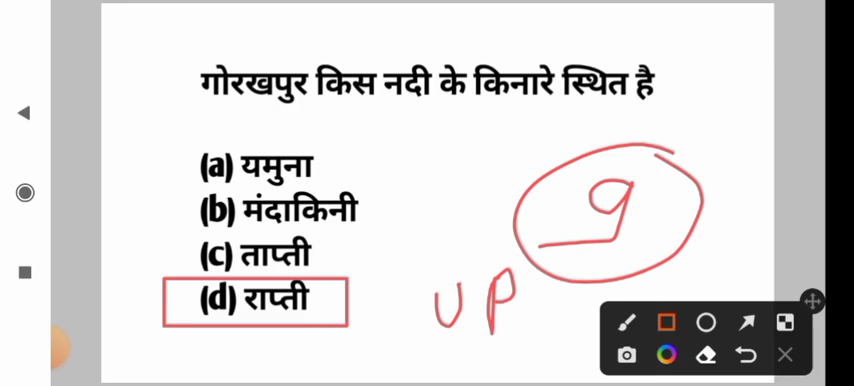 गोरखपुर किस नदी के किनारे स्थित है
(a) यमुना
(b) मंदाकिनी
(c) ताप्ती
(d) राप्ती
9
UP